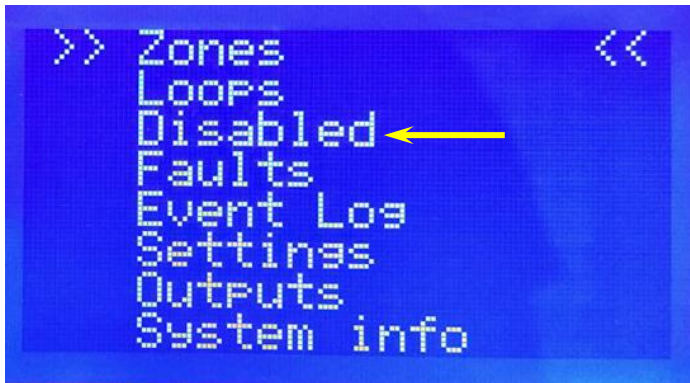 >> Zones <<
Loops
Disabled
Faults
Event Log
Settings
Outputs
System info